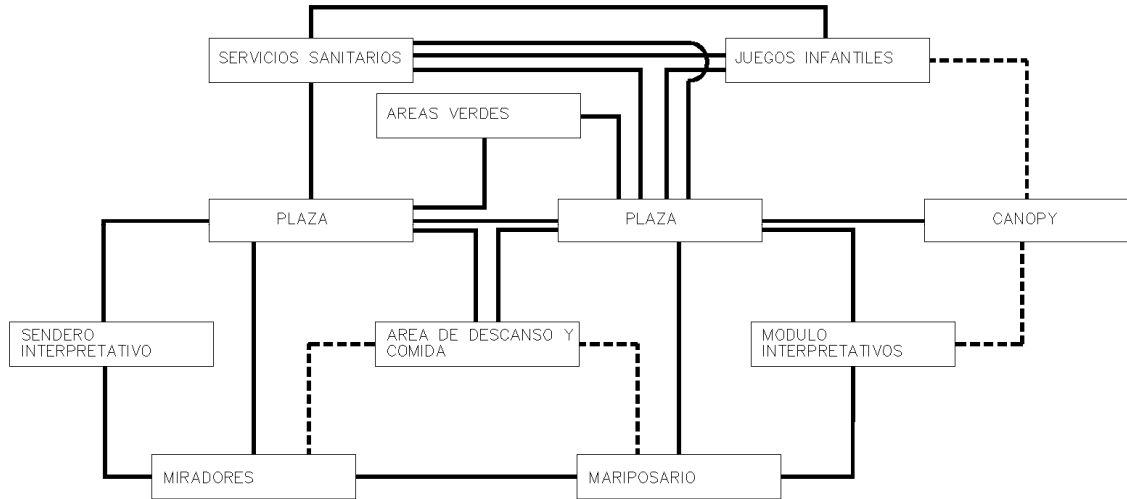 SERVICIOS SANITARIOS
JUEGOS INFANTILES
AREAS VERDES
PLAZA
PLAZA
CANOPY
SENDERO
INTERPRETATIVO
AREA DE DESCANSO Y
COMIDA
MODULO
INTERPRETATIVOS
MIRADORES
MARIPOSARIO